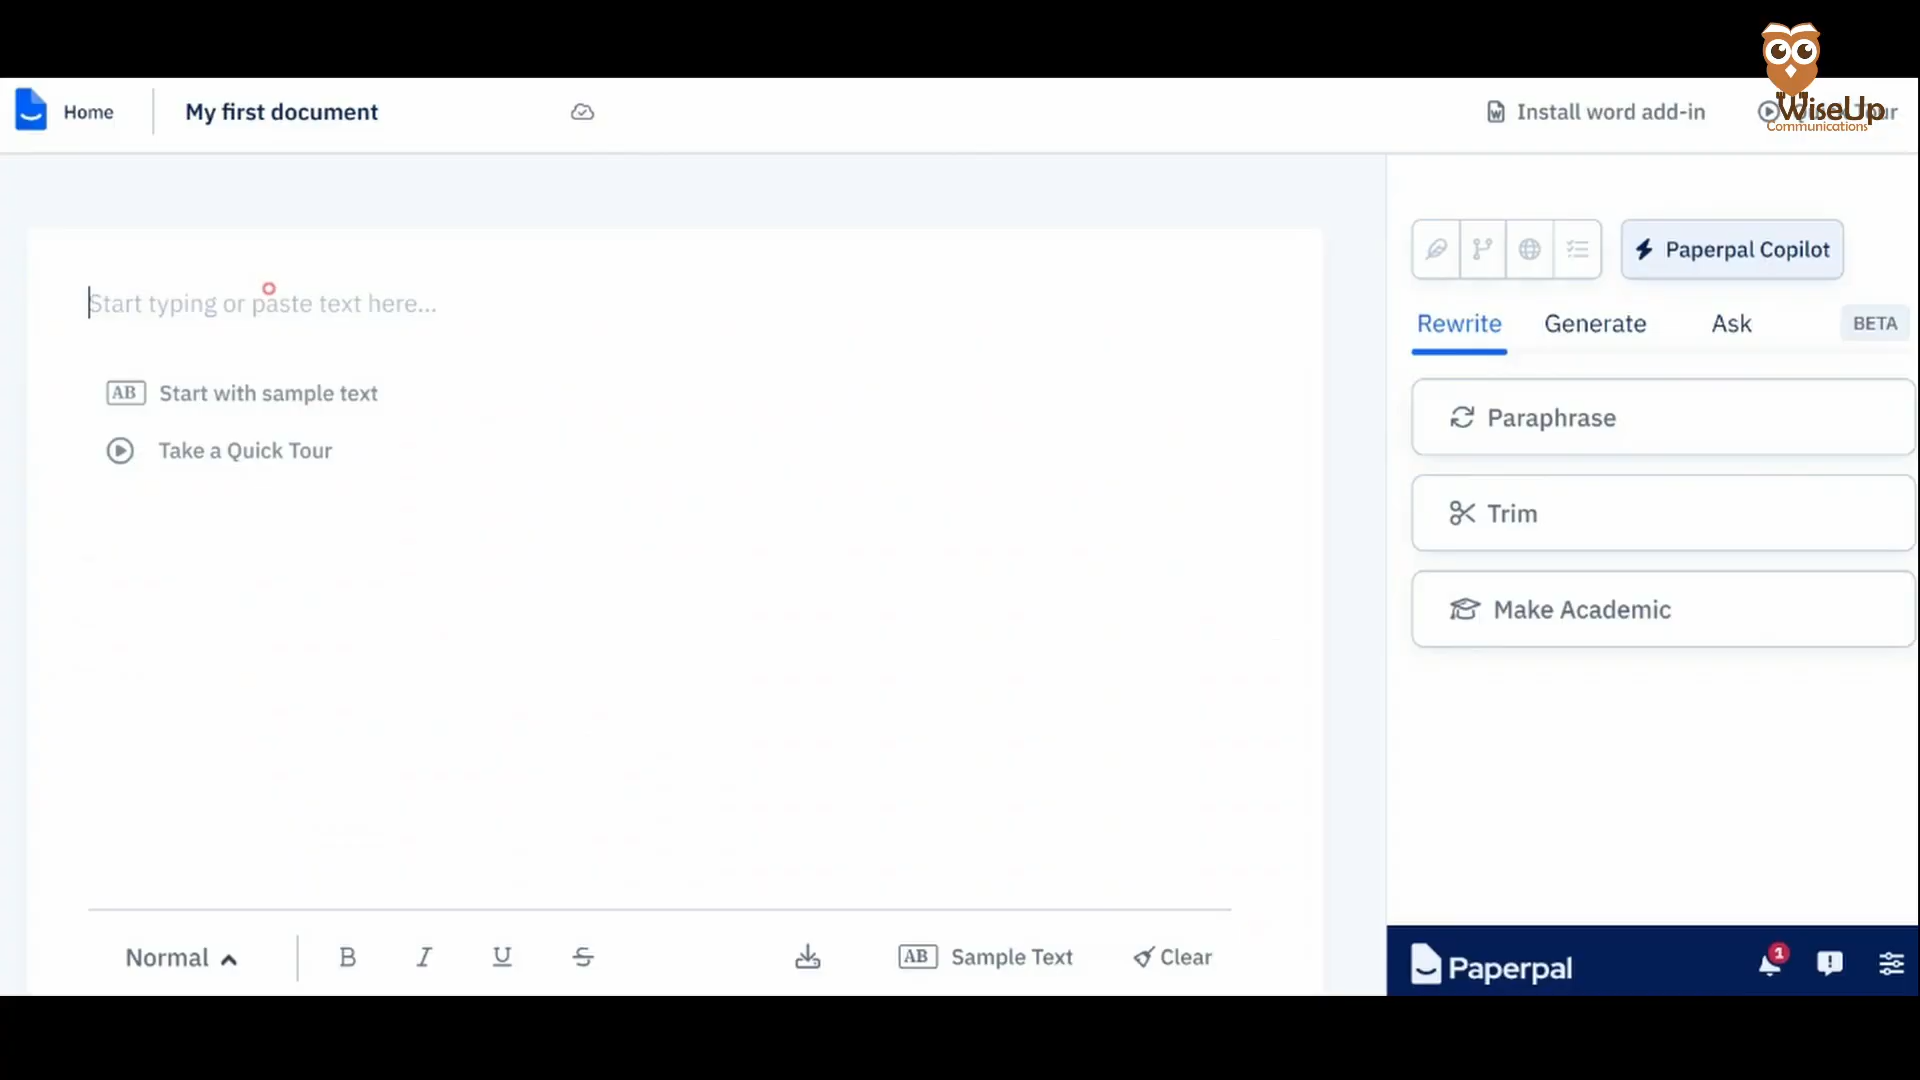 Home
My first document
Install word add-in
WiseUp
Communications
Start typing or paste text here...
AB Start with sample text
Take a Quick Tour
Paperpal Copilot
Rewrite
Generate
Ask
BETA
Paraphrase
Trim
Make Academic
Normal
B
I
U
S
AB Sample Text
Clear
Paperpal
1